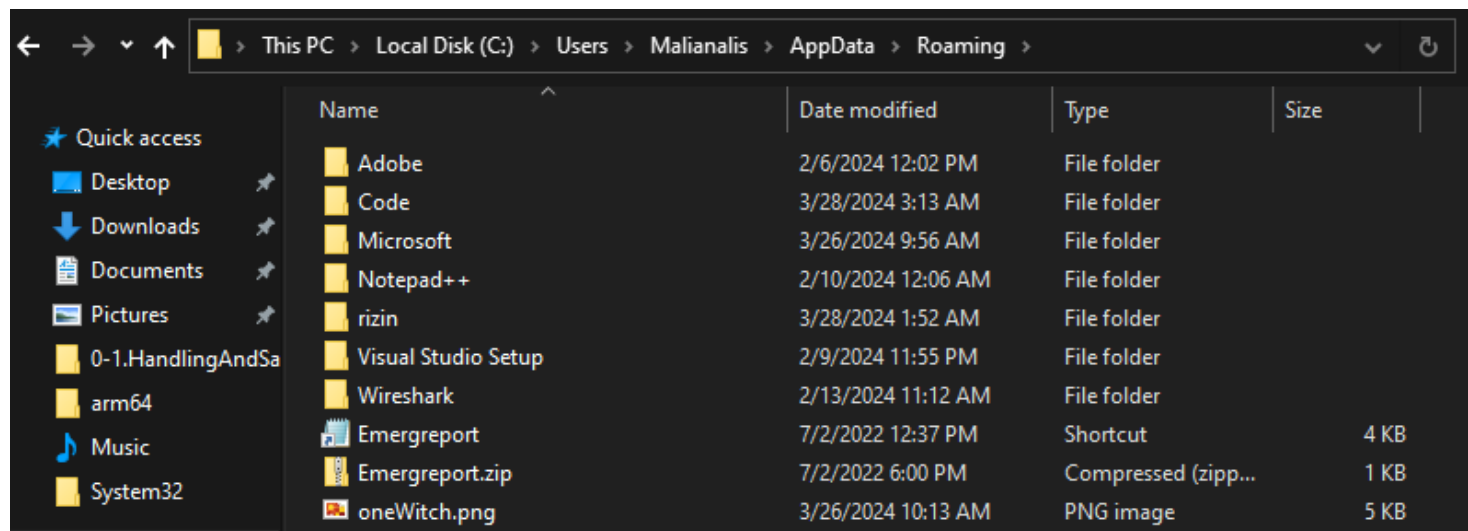 This PC > Local Disk (C:) > Users > Malianalis > AppData > Roaming >
Name Date modified Type Size
Quick access
Desktop
Downloads
Documents
Pictures
0-1.HandlingAndSa
arm64
Music
System32
Adobe 2/6/2024 12:02 PM File folder
Code 3/28/2024 3:13 AM File folder
Microsoft 3/26/2024 9:56 AM File folder
Notepad++ 2/10/2024 12:06 AM File folder
rizin 3/28/2024 1:52 AM File folder
Visual Studio Setup 2/9/2024 11:55 PM File folder
Wireshark 2/13/2024 11:12 AM File folder
Emergreport 7/2/2022 12:37 PM Shortcut 4 KB
Emergreport.zip 7/2/2022 6:00 PM Compressed (zipp... 1 KB
oneWitch.png 3/26/2024 10:13 AM PNG image 5 KB